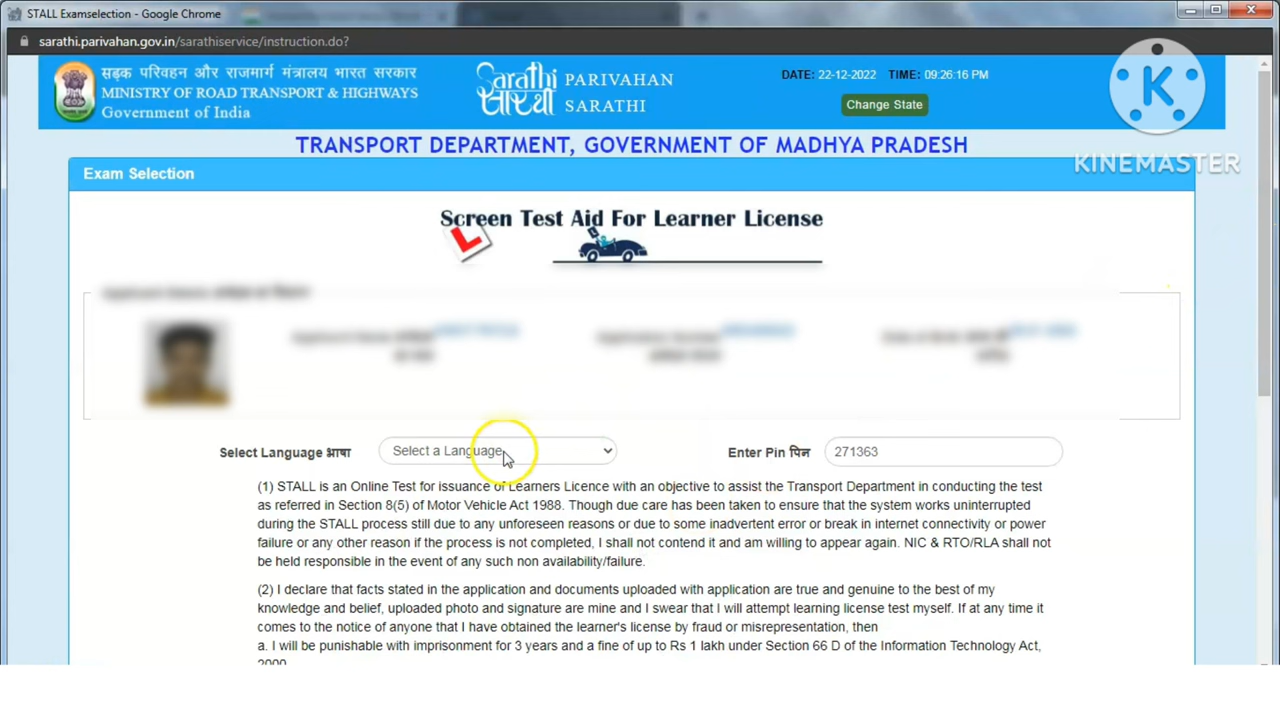 STALL Examselection - Google Chrome
sarathi.parivahan.gov.in/sarathiservice/instruction.do?
सड़क परिवहन और राजमार्ग मंत्रालय भारत सरकार
MINISTRY OF ROAD TRANSPORT & HIGHWAYS
Government of India
Sarathi
सारथी
PARIVAHAN
SARATHI
DATE: 22-12-2022 TIME: 09:26:16 PM
Change State
K
KINEMASTER
TRANSPORT DEPARTMENT, GOVERNMENT OF MADHYA PRADESH
Exam Selection
Screen Test Aid For Learner License
L
Select Language भाषा
Select a Language
Enter Pin पिन
271363
(1) STALL is an Online Test for issuance of Learners Licence with an objective to assist the Transport Department in conducting the test
as referred in Section 8(5) of Motor Vehicle Act 1988. Though due care has been taken to ensure that the system works uninterrupted
during the STALL process still due to any unforeseen reasons or due to some inadvertent error or break in internet connectivity or power
failure or any other reason if the process is not completed, I shall not contend it and am willing to appear again. NIC & RTO/RLA shall not
be held responsible in the event of any such non availability/failure.
(2) I declare that facts stated in the application and documents uploaded with application are true and genuine to the best of my
knowledge and belief, uploaded photo and signature are mine and I swear that I will attempt learning license test myself. If at any time it
comes to the notice of anyone that I have obtained the learner's license by fraud or misrepresentation, then
a. I will be punishable with imprisonment for 3 years and a fine of up to Rs 1 lakh under Section 66 D of the Information Technology Act,
2000